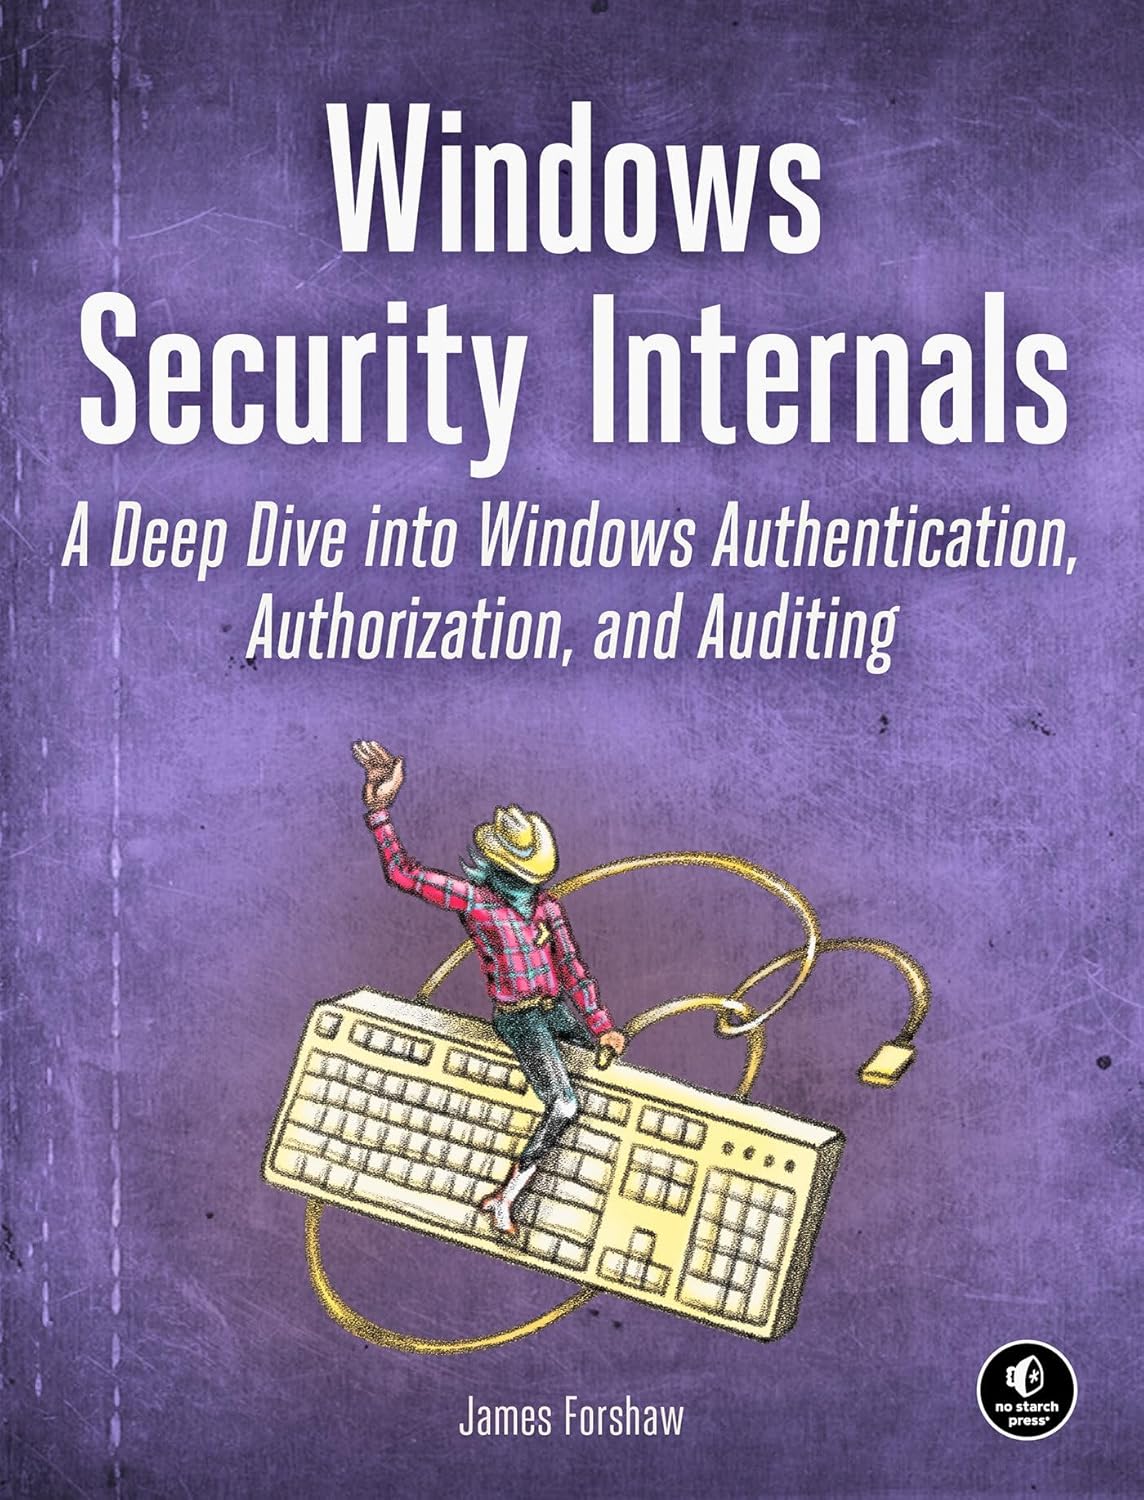 Windows
Security Internals
A Deep Dive into Windows Authentication,
Authorization, and Auditing
James Forshaw
no starch
press®